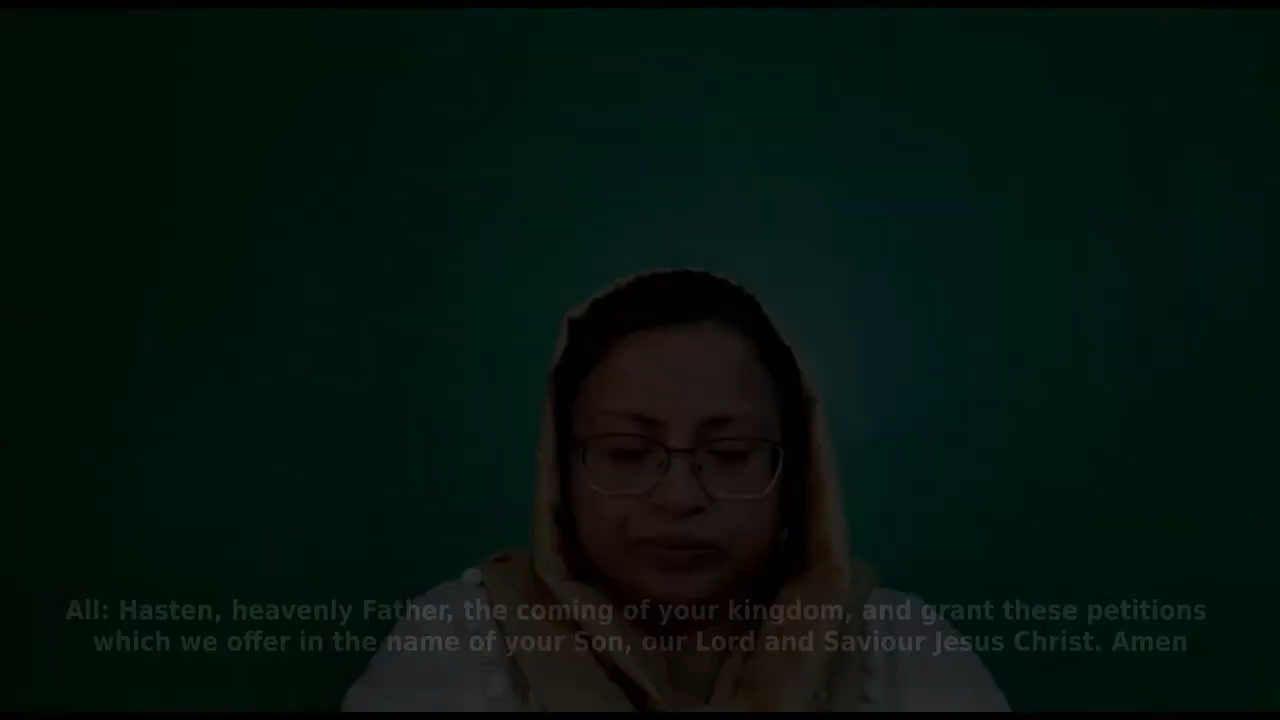 All: Hasten, heavenly Father, the coming of your kingdom, and grant these petitions
which we offer in the name of your Son, our Lord and Saviour Jesus Christ. Amen